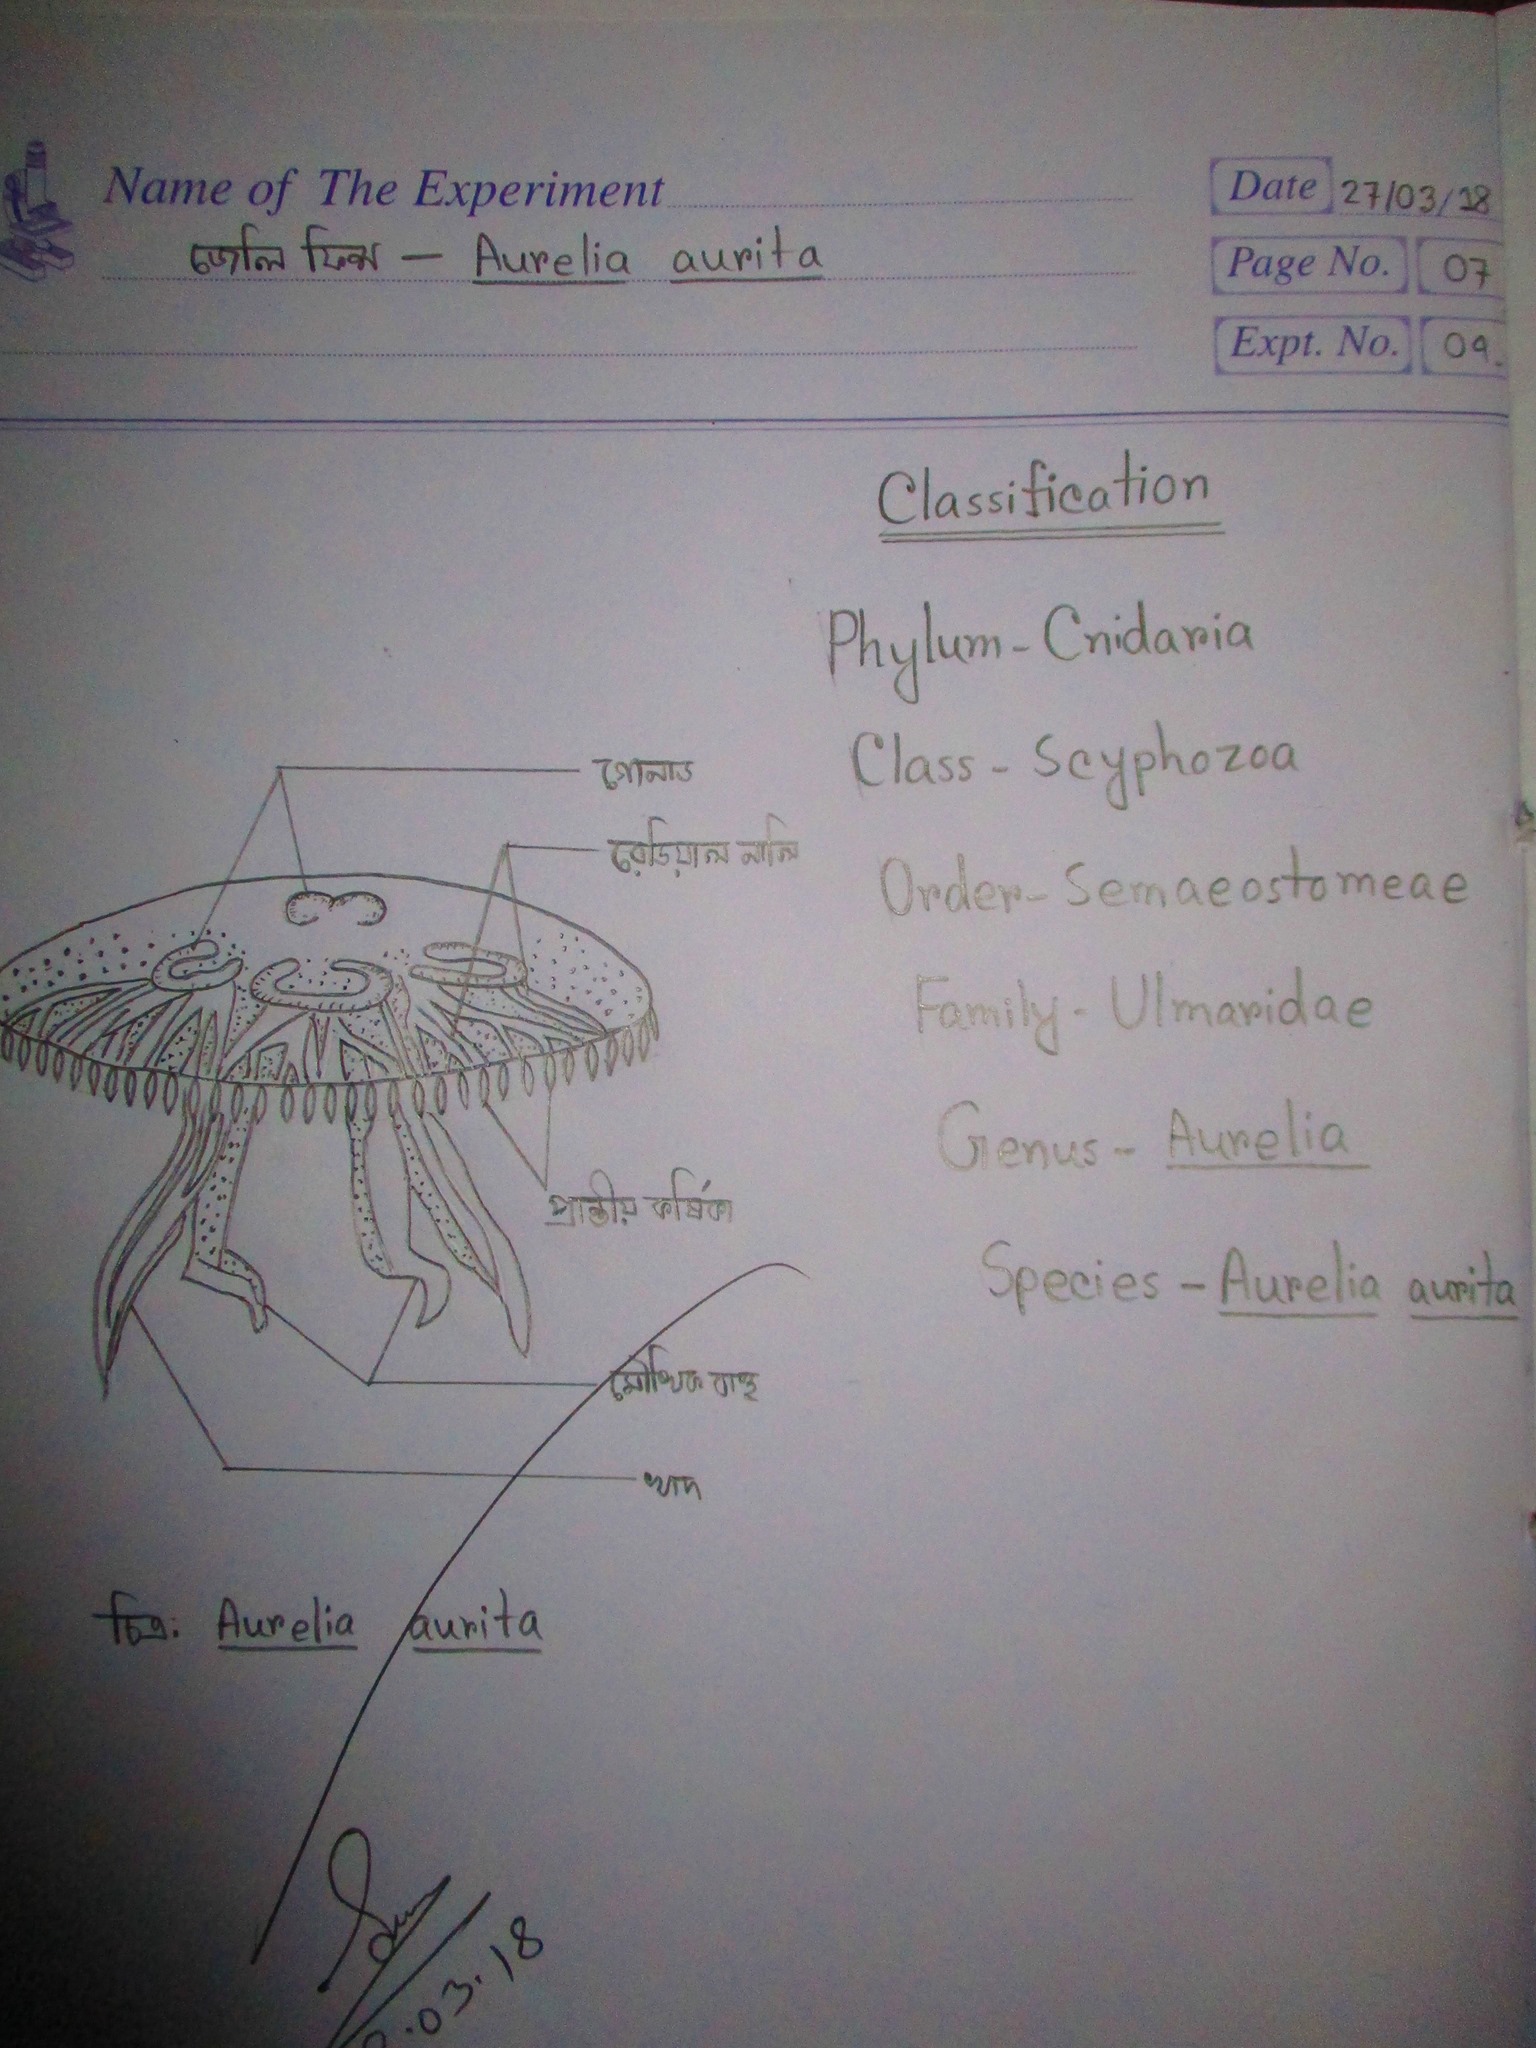 Name of The Experiment
জেলি ফিস — Aurelia aurita
Date 27/03/18
Page No. 07
Expt. No. 09.
Classification
Phylum - Cnidaria
Class - Scyphozoa
Order - Semaeostomeae
Family - Ulmaridae
Genus - Aurelia
Species - Aurelia aurita
গোনাড
রেডিয়াল নালি
প্রান্তীয় কর্ষিকা
মৌখিক বাহু
খাদ
চিত্র: Aurelia aurita
.03.18